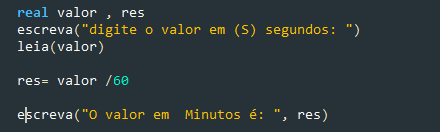 real valor , res
escreva("digite o valor em (S) segundos: ")
leia(valor)
res= valor /60
escreva("O valor em  Minutos é: ", res)